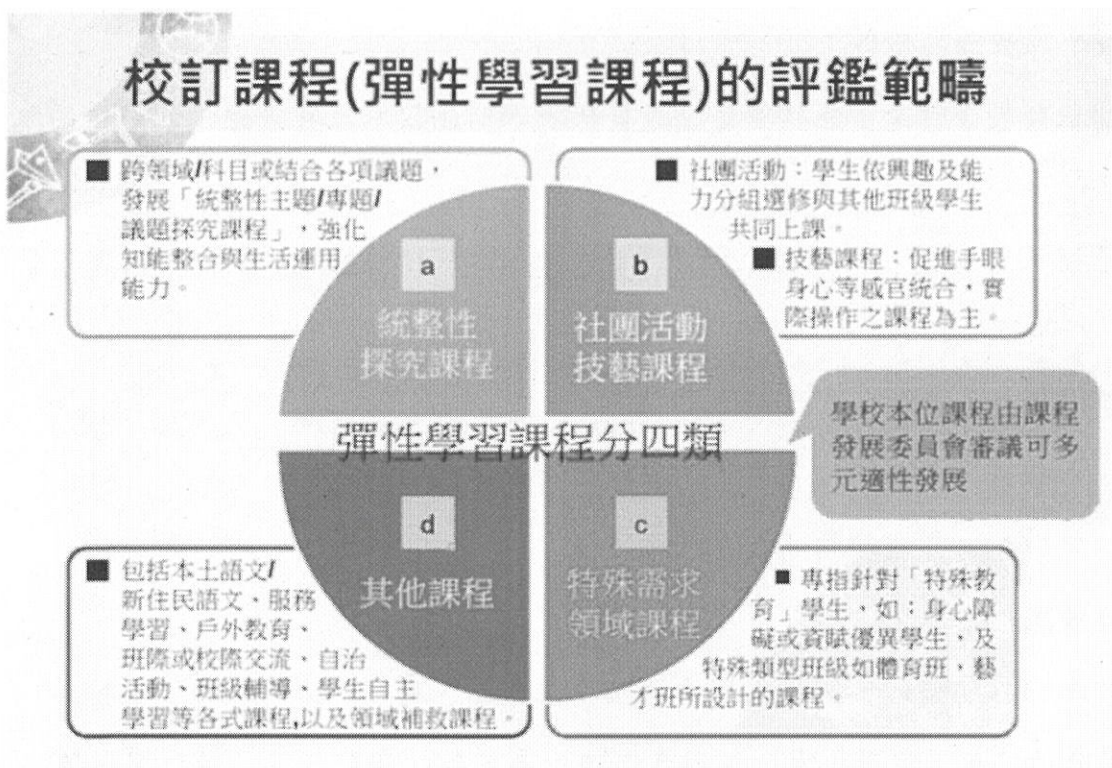 校訂課程(彈性學習課程)的評鑑範疇
■ 跨領域/科目或結合各項議題，
發展「統整性主題/專題/
議題探究課程」，強化
知能整合與生活運用
能力。
a
統整性
探究課程
■ 社團活動：學生依興趣及能
力分組選修與其他班級學生
共同上課。
■ 技藝課程：促進手眼
身心等感官統合，實
際操作之課程為主。
b
社團活動
技藝課程
彈性學習課程分四類
學校本位課程由課程
發展委員會審議可多
元適性發展
d
其他課程
■ 包括本土語文/
新住民語文、服務
學習、戶外教育、
班際或校際交流、自治
活動、班級輔導、學生自主
學習等各式課程,以及領域補救課程。
c
特殊需求
領域課程
■ 專指針對「特殊教
育」學生，如：身心障
礙或資賦優異學生、及
特殊類型班級如體育班，藝
才班所設計的課程。